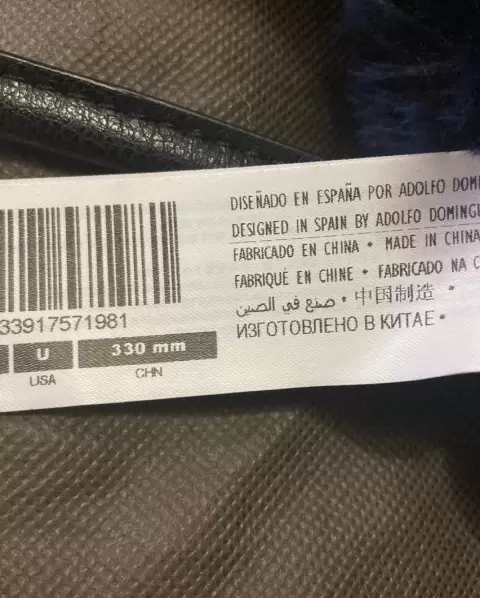 DISEÑADO EN ESPAÑA POR ADOLFO
DESIGNED IN SPAIN BY ADOLFO
FABRICADO EN CHINA • MADE IN CHINA
FABRIQUÉ EN CHINE • FABRICADO NA
صنع في الصين • 中国制造 •
ИЗГОТОВЛЕНО В КИТАЕ •
33917571981
U
330 mm
USA
CHN